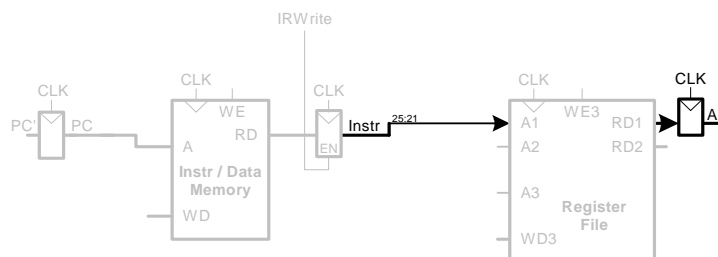 IRWrite
CLK
CLK
CLK
CLK
CLK
PC'
PC
WE
RD
A
Instr / Data
Memory
WD
EN
Instr
25:21
WE3
A1
RD1
A
A2
RD2
A3
Register
File
WD3